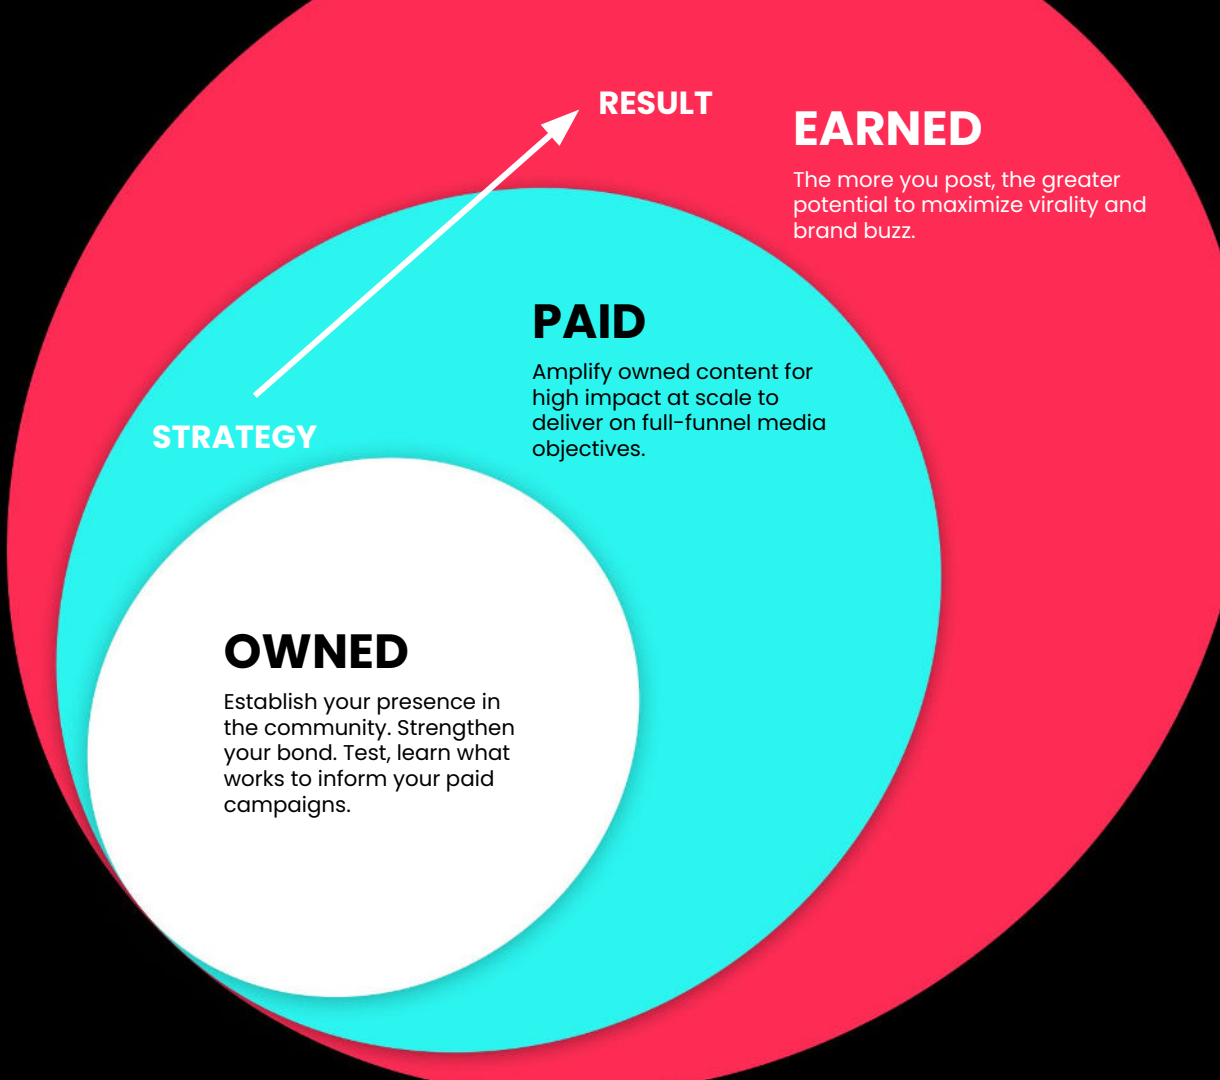 RESULT
EARNED
The more you post, the greater
potential to maximize virality and
brand buzz.
PAID
Amplify owned content for
high impact at scale to
deliver on full-funnel media
objectives.
STRATEGY
OWNED
Establish your presence in
the community. Strengthen
your bond. Test, learn what
works to inform your paid
campaigns.